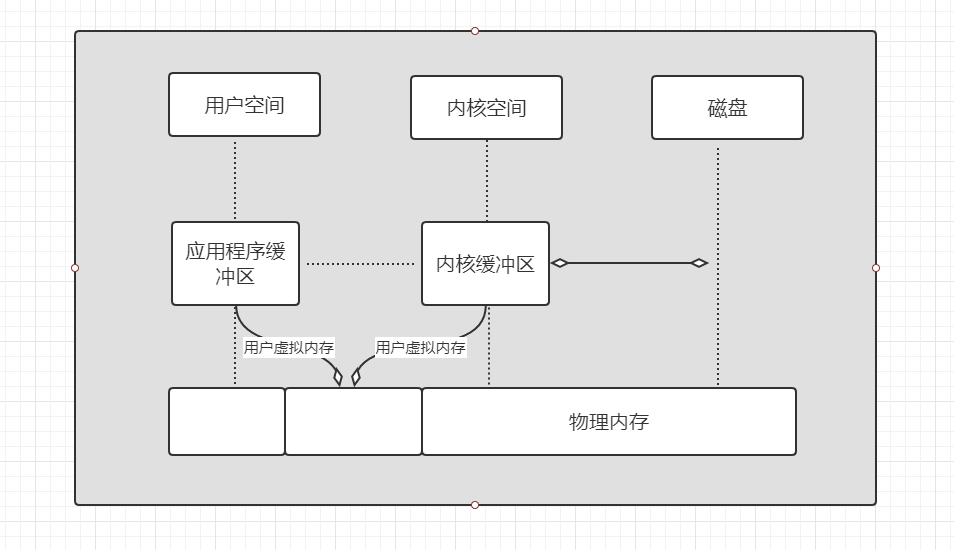 用户空间
内核空间
磁盘
应用程序缓
冲区
内核缓冲区
用户虚拟内存
用户虚拟内存
物理内存